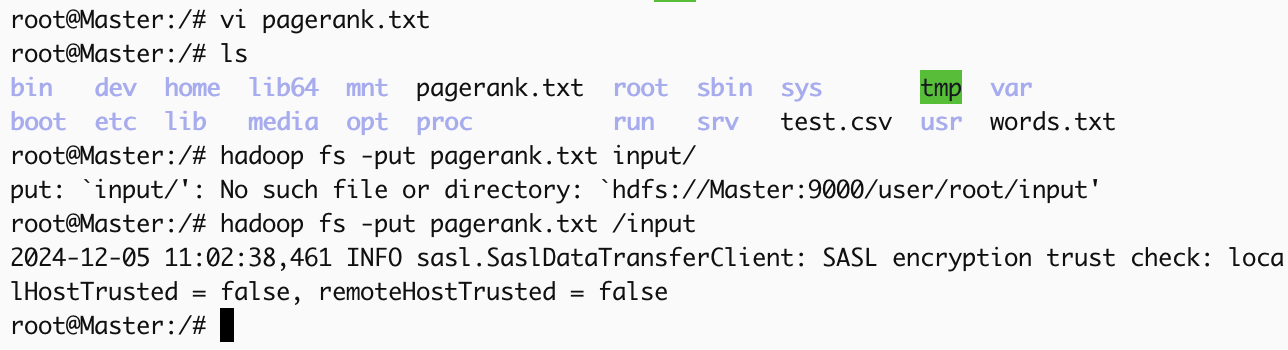 root@Master:/# vi pagerank.txt
root@Master:/# ls
bin   dev  home  lib64  mnt  pagerank.txt  root  sbin  sys       tmp  var
boot  etc  lib   media  opt  proc          run   srv   test.csv  usr  words.txt
root@Master:/# hadoop fs -put pagerank.txt input/
put: `input/': No such file or directory: `hdfs://Master:9000/user/root/input'
root@Master:/# hadoop fs -put pagerank.txt /input
2024-12-05 11:02:38,461 INFO sasl.SaslDataTransferClient: SASL encryption trust check: loca
lHostTrusted = false, remoteHostTrusted = false
root@Master:/#